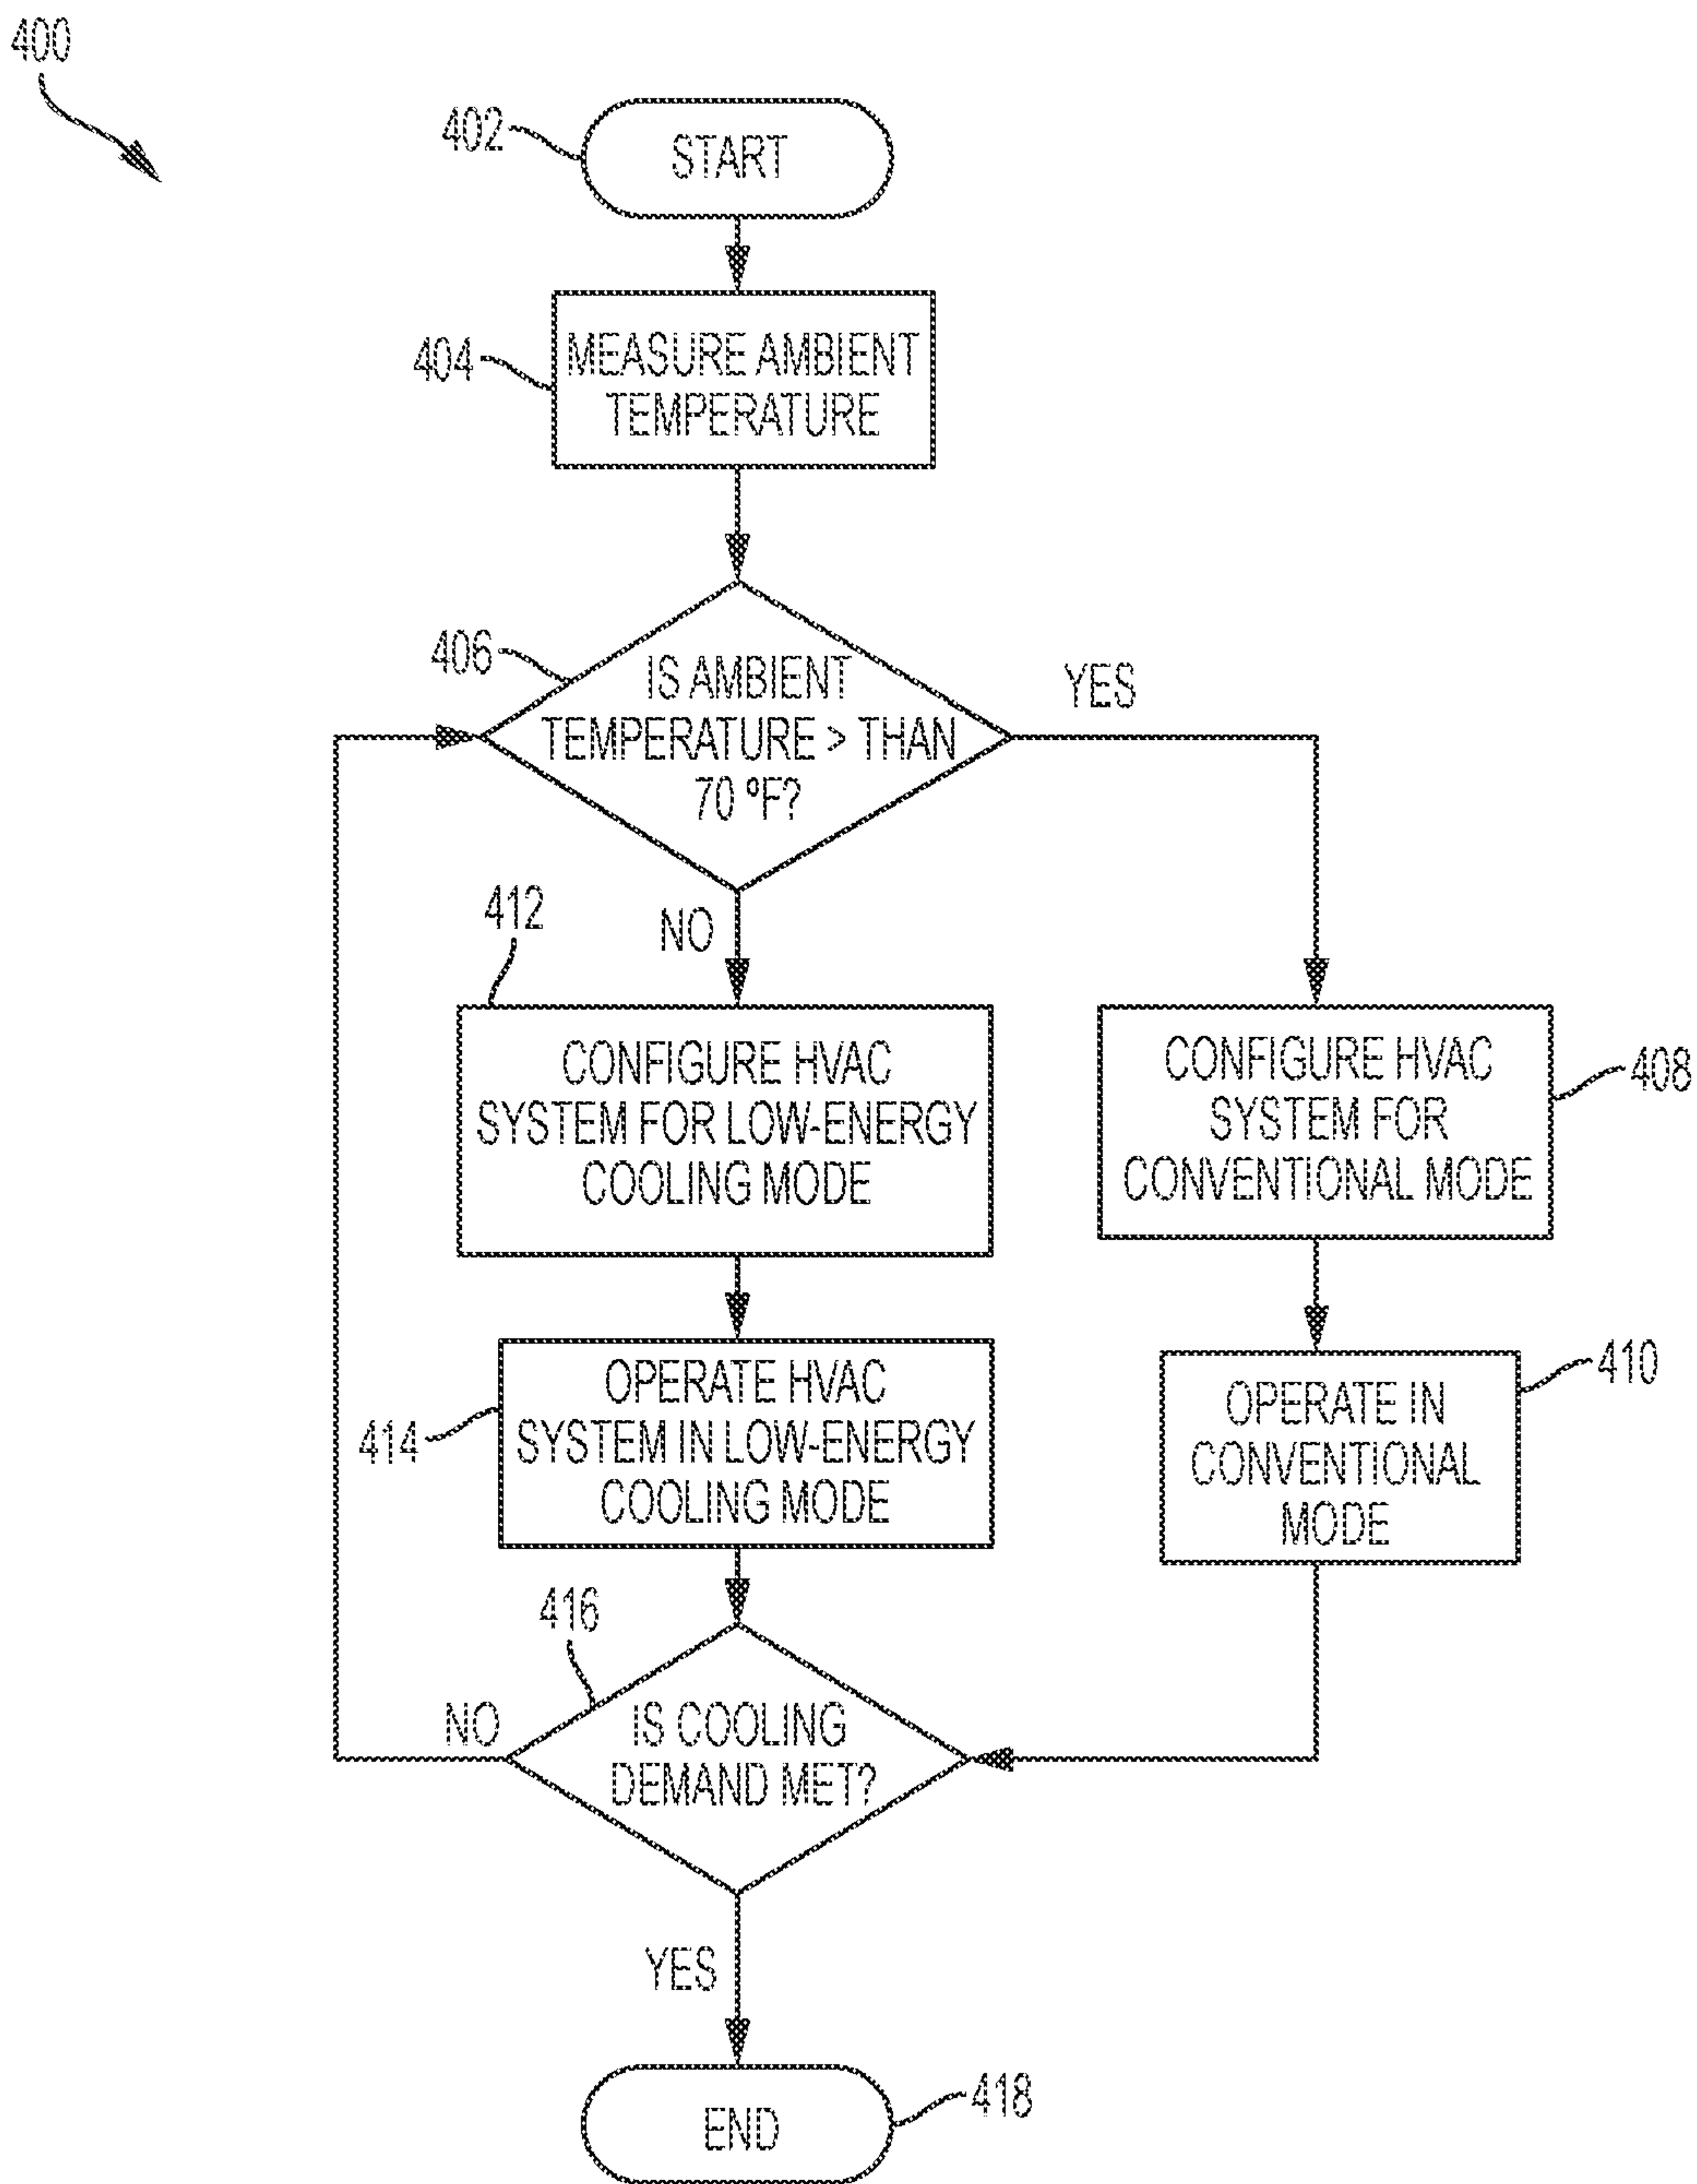 400
402
START
404
MEASURE AMBIENT
TEMPERATURE
406
IS AMBIENT
TEMPERATURE > THAN
70 ºF?
YES
NO
412
CONFIGURE HVAC
SYSTEM FOR LOW-ENERGY
COOLING MODE
CONFIGURE HVAC
SYSTEM FOR
CONVENTIONAL MODE
408
414
OPERATE HVAC
SYSTEM IN LOW-ENERGY
COOLING MODE
OPERATE IN
CONVENTIONAL
MODE
410
416
NO
IS COOLING
DEMAND MET?
YES
END
418